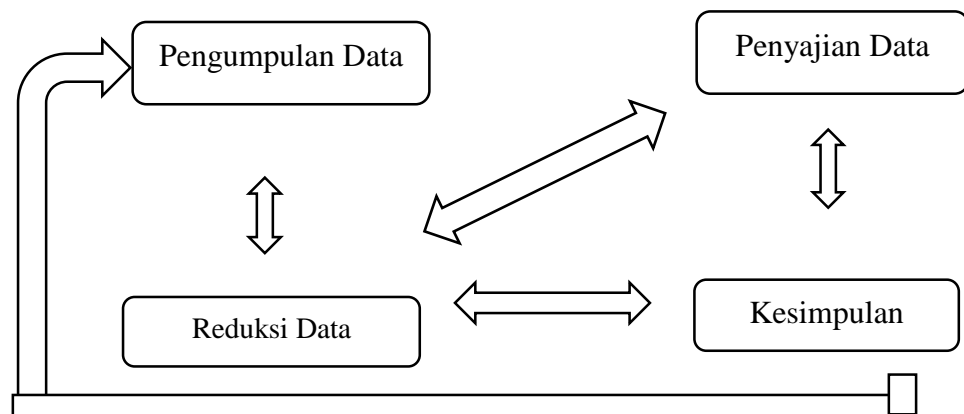 Pengumpulan Data
Penyajian Data
Reduksi Data
Kesimpulan